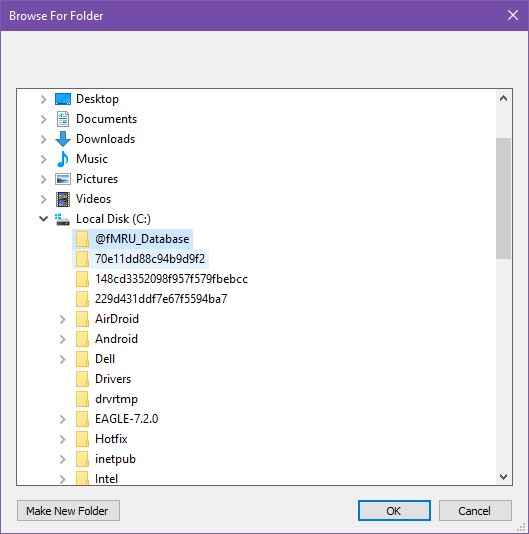 Browse For Folder
Desktop
Documents
Downloads
Music
Pictures
Videos
Local Disk (C:)
@fMRU_Database
70e11dd88c94b9d9f2
148cd3352098f957f579fbebcc
229d431ddf7e67f5594ba7
AirDroid
Android
Dell
Drivers
drvrtmp
EAGLE-7.2.0
Hotfix
inetpub
Intel
Make New Folder
OK
Cancel